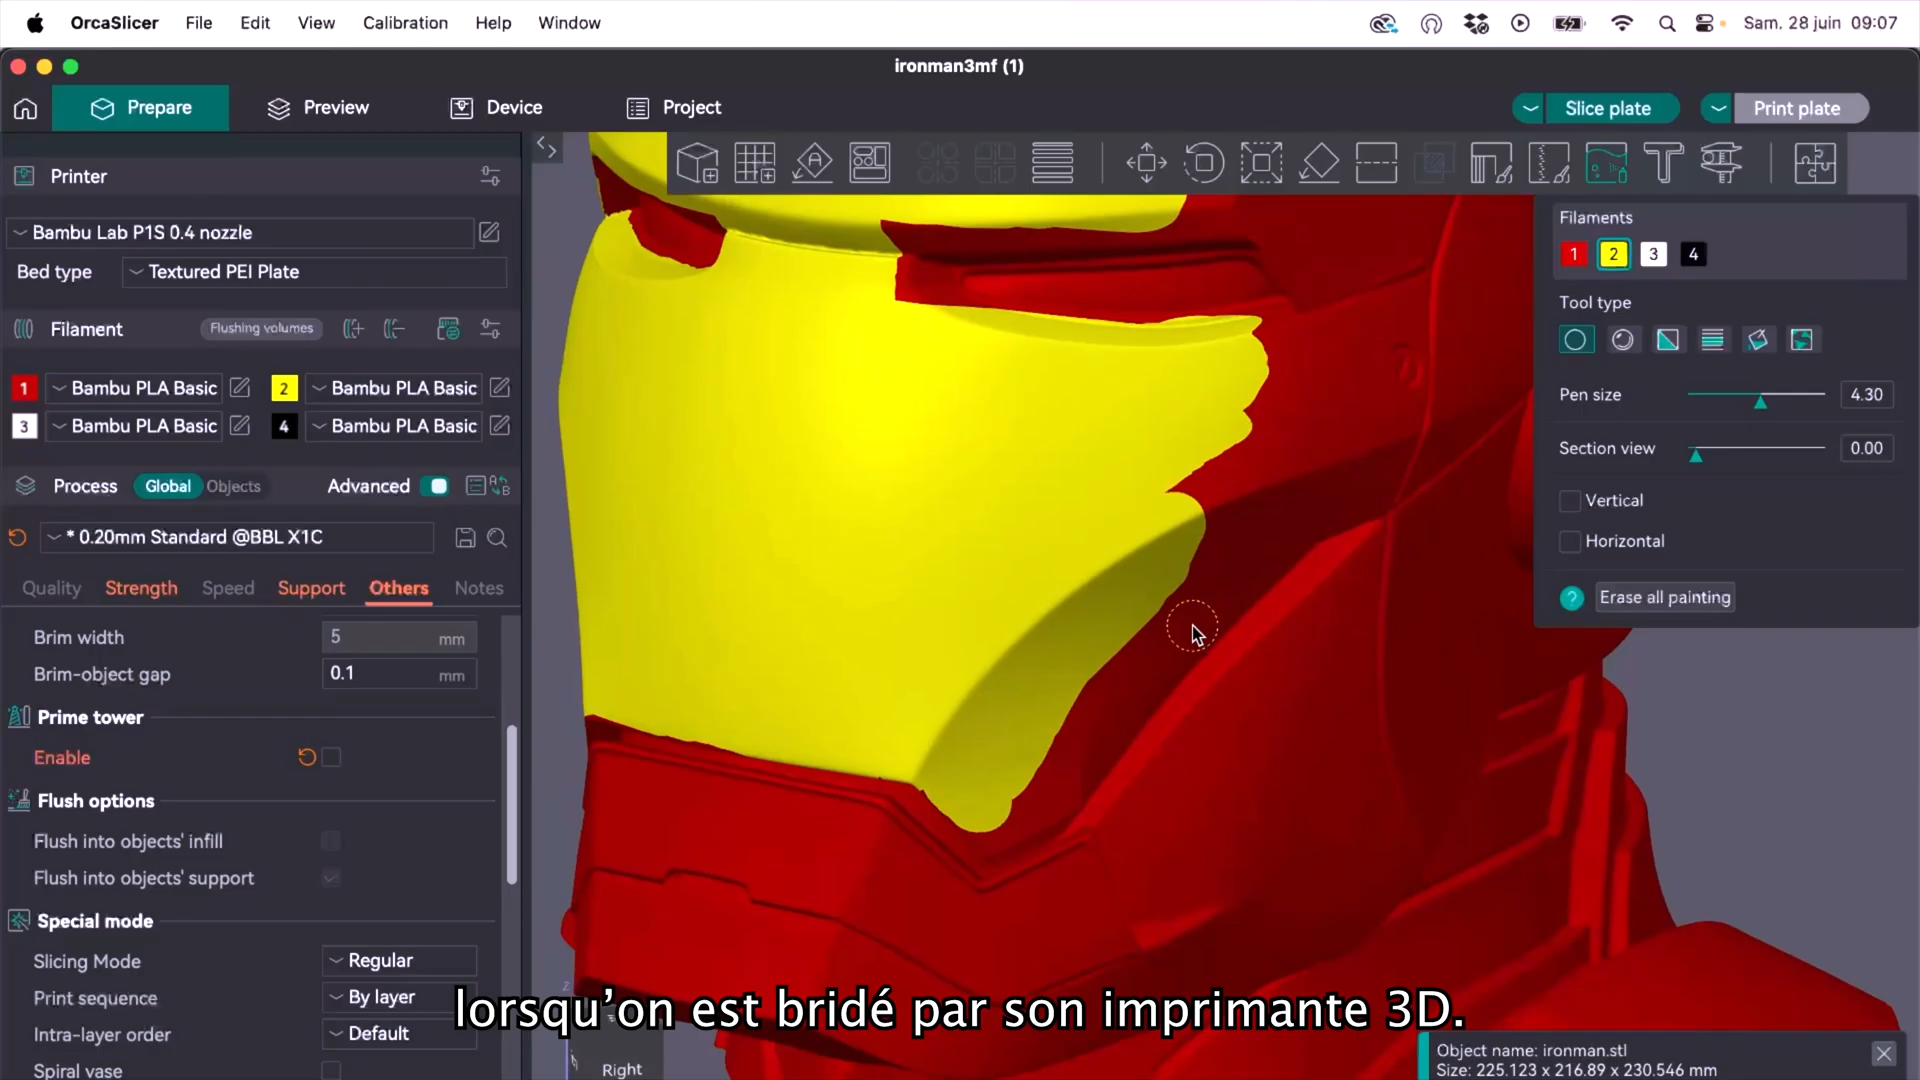 OrcaSlicer File Edit View Calibration Help Window Sam. 28 juin 09:07
ironman3mf (1)
Prepare Preview Device Project Slice plate Print plate
Printer
Bambu Lab P1S 0.4 nozzle
Bed type Textured PEI Plate
Filament Flushing volumes
1 Bambu PLA Basic 2 Bambu PLA Basic
3 Bambu PLA Basic 4 Bambu PLA Basic
Process Global Objects Advanced
* 0.20mm Standard @BBL X1C
Quality Strength Speed Support Others Notes
Brim width 5 mm
Brim-object gap 0.1 mm
Prime tower
Enable
Flush options
Flush into objects' infill
Flush into objects' support
Special mode
Slicing Mode Regular
Print sequence By layer
Intra-layer order Default
Spiral vase
Filaments
1 2 3 4
Tool type
Pen size 4.30
Section view 0.00
Vertical
Horizontal
? Erase all painting
lorsqu'on est bridé par son imprimante 3D.
Right
Object name: ironman.stl
Size: 225.123 x 216.89 x 230.546 mm